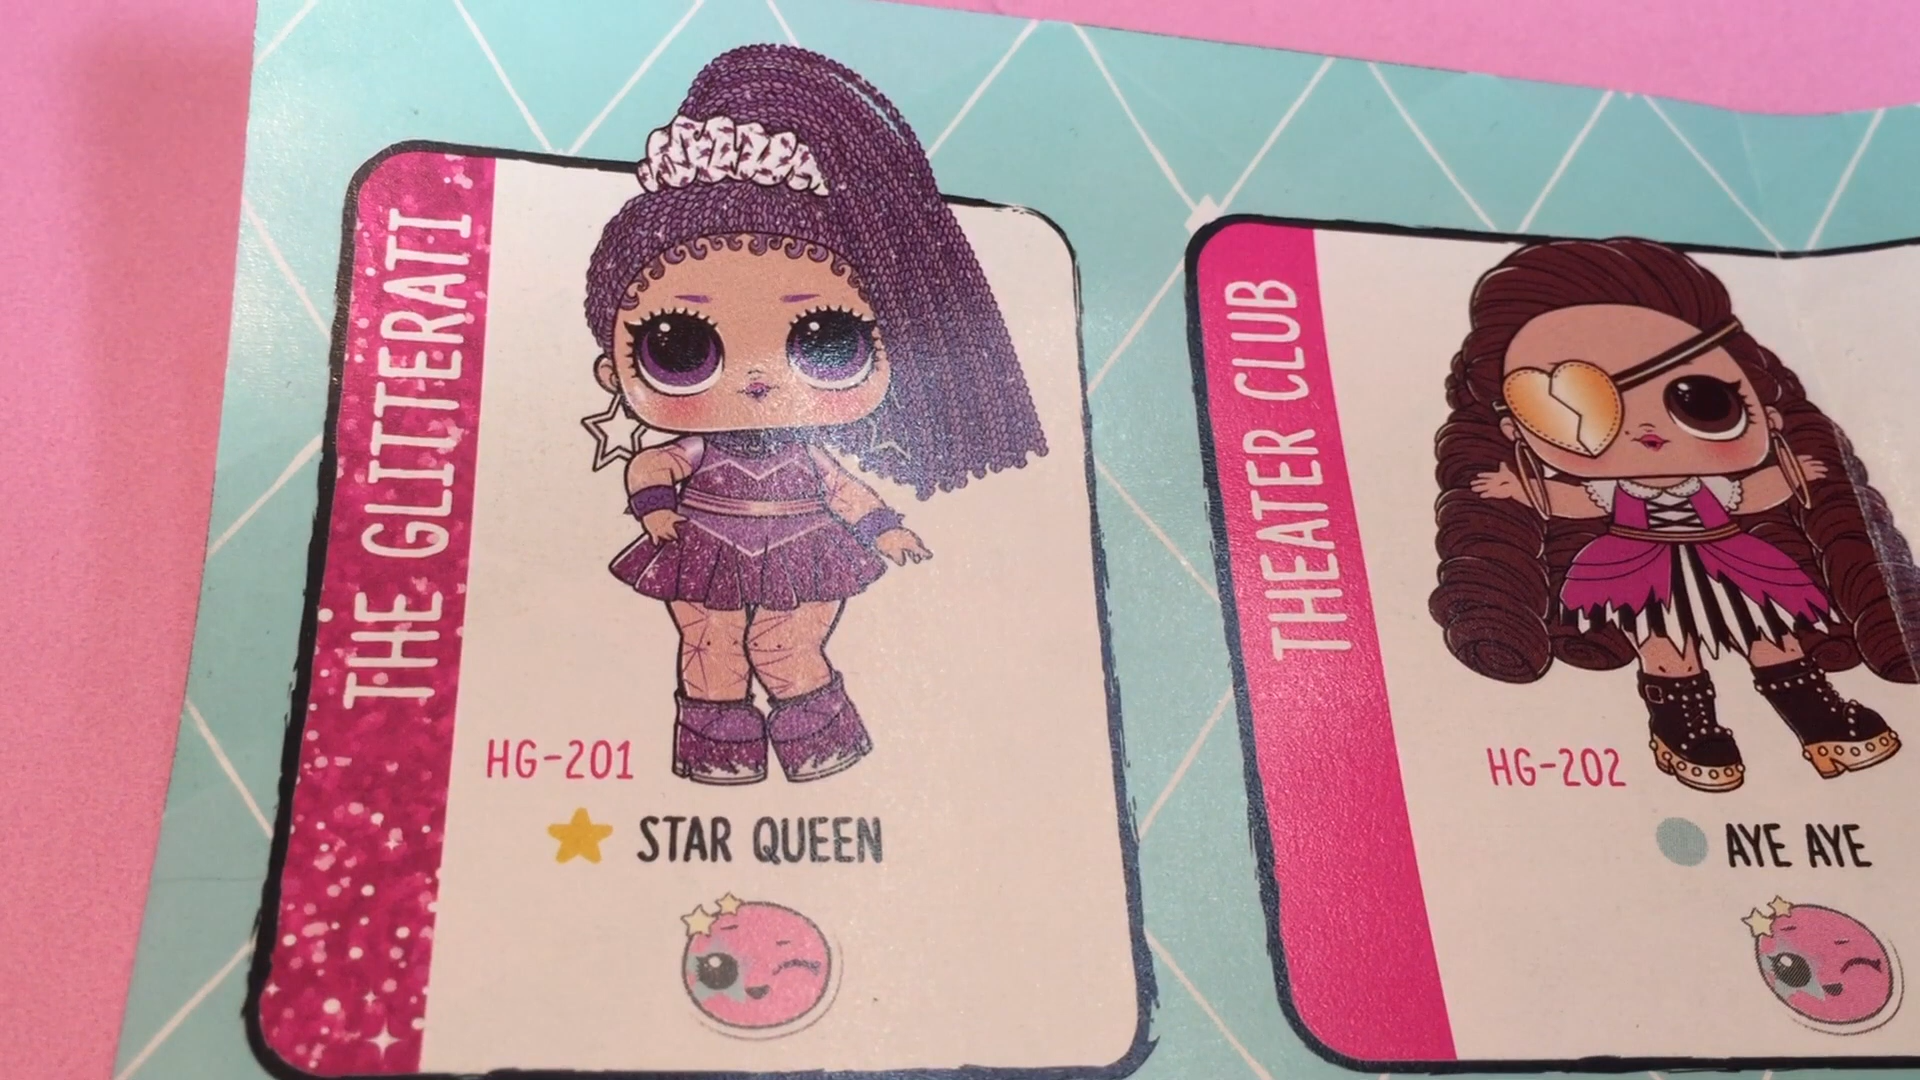 THE GLITTERATI
HG-201
STAR QUEEN
THEATER CLUB
HG-202
AYE AYE